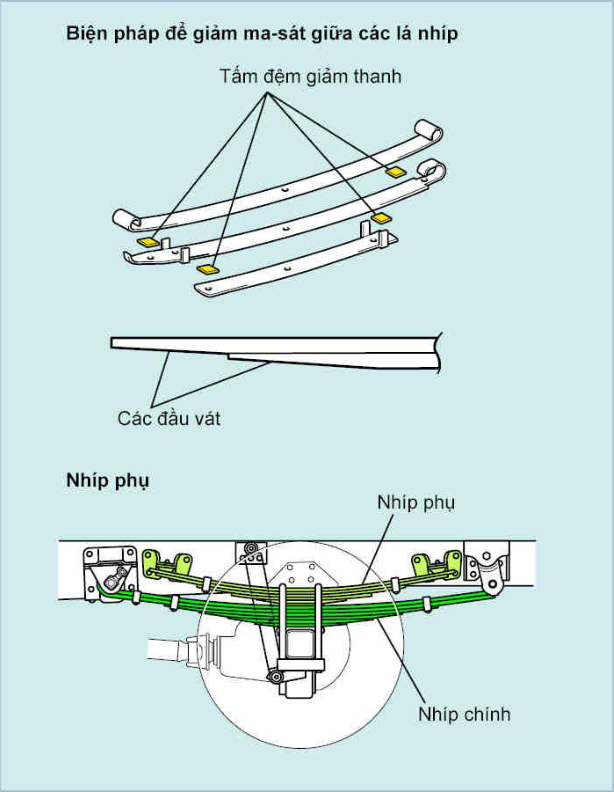 Biện pháp để giảm ma-sát giữa các lá nhíp
Tấm đệm giảm thanh
Các đầu vát
Nhíp phụ
Nhíp phụ
Nhíp chính